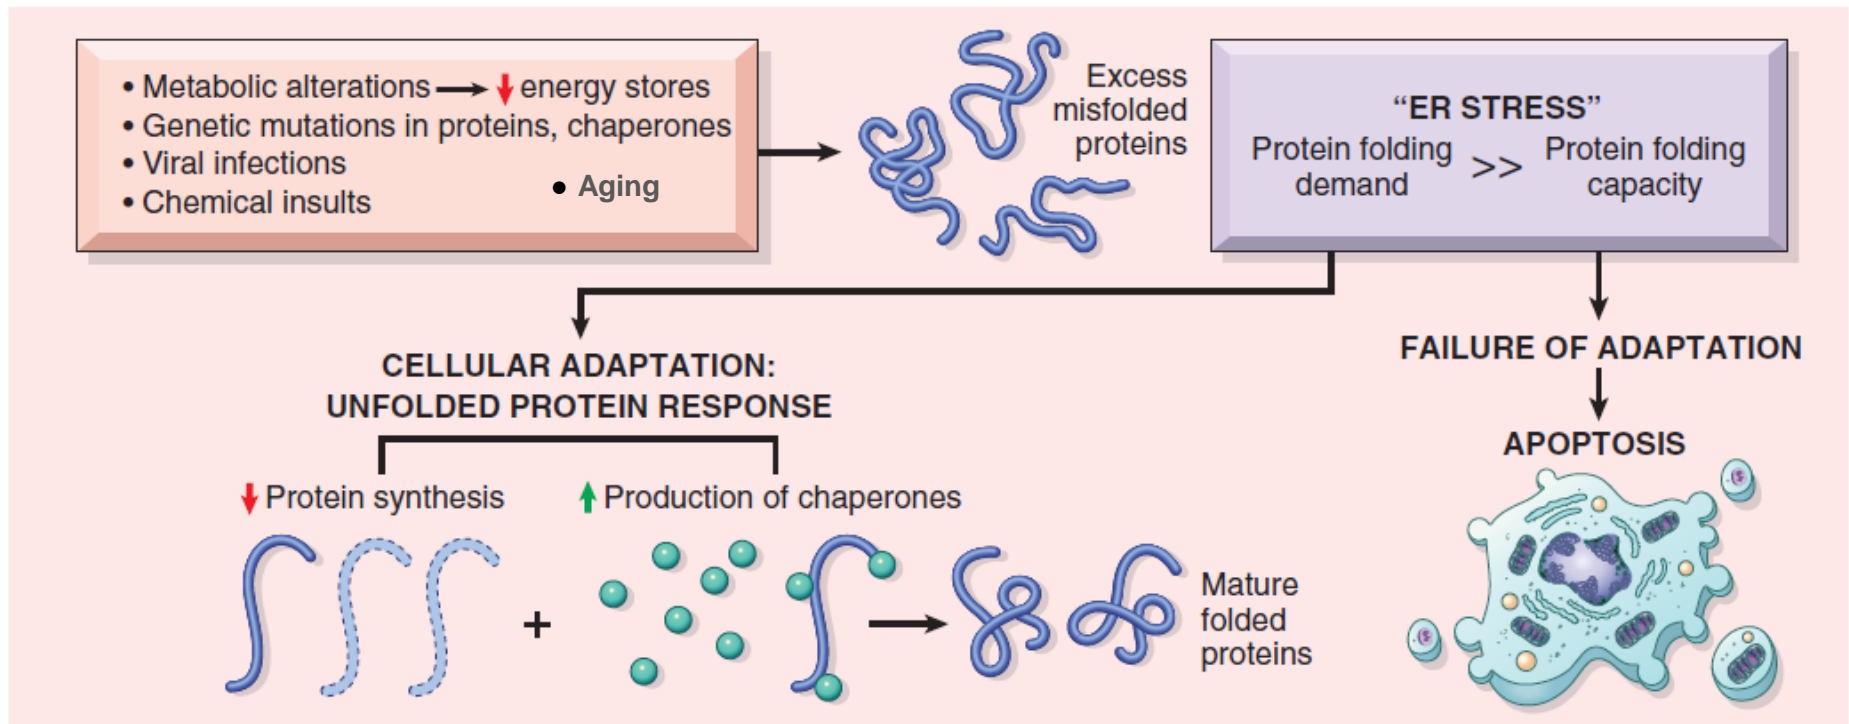 • Metabolic alterations → ↓ energy stores
• Genetic mutations in proteins, chaperones
• Viral infections
• Aging
• Chemical insults
Excess
misfolded
proteins
“ER STRESS”
Protein folding
demand
>>
Protein folding
capacity
CELLULAR ADAPTATION:
UNFOLDED PROTEIN RESPONSE
↓ Protein synthesis
↑ Production of chaperones
+
Mature
folded
proteins
FAILURE OF ADAPTATION
APOPTOSIS